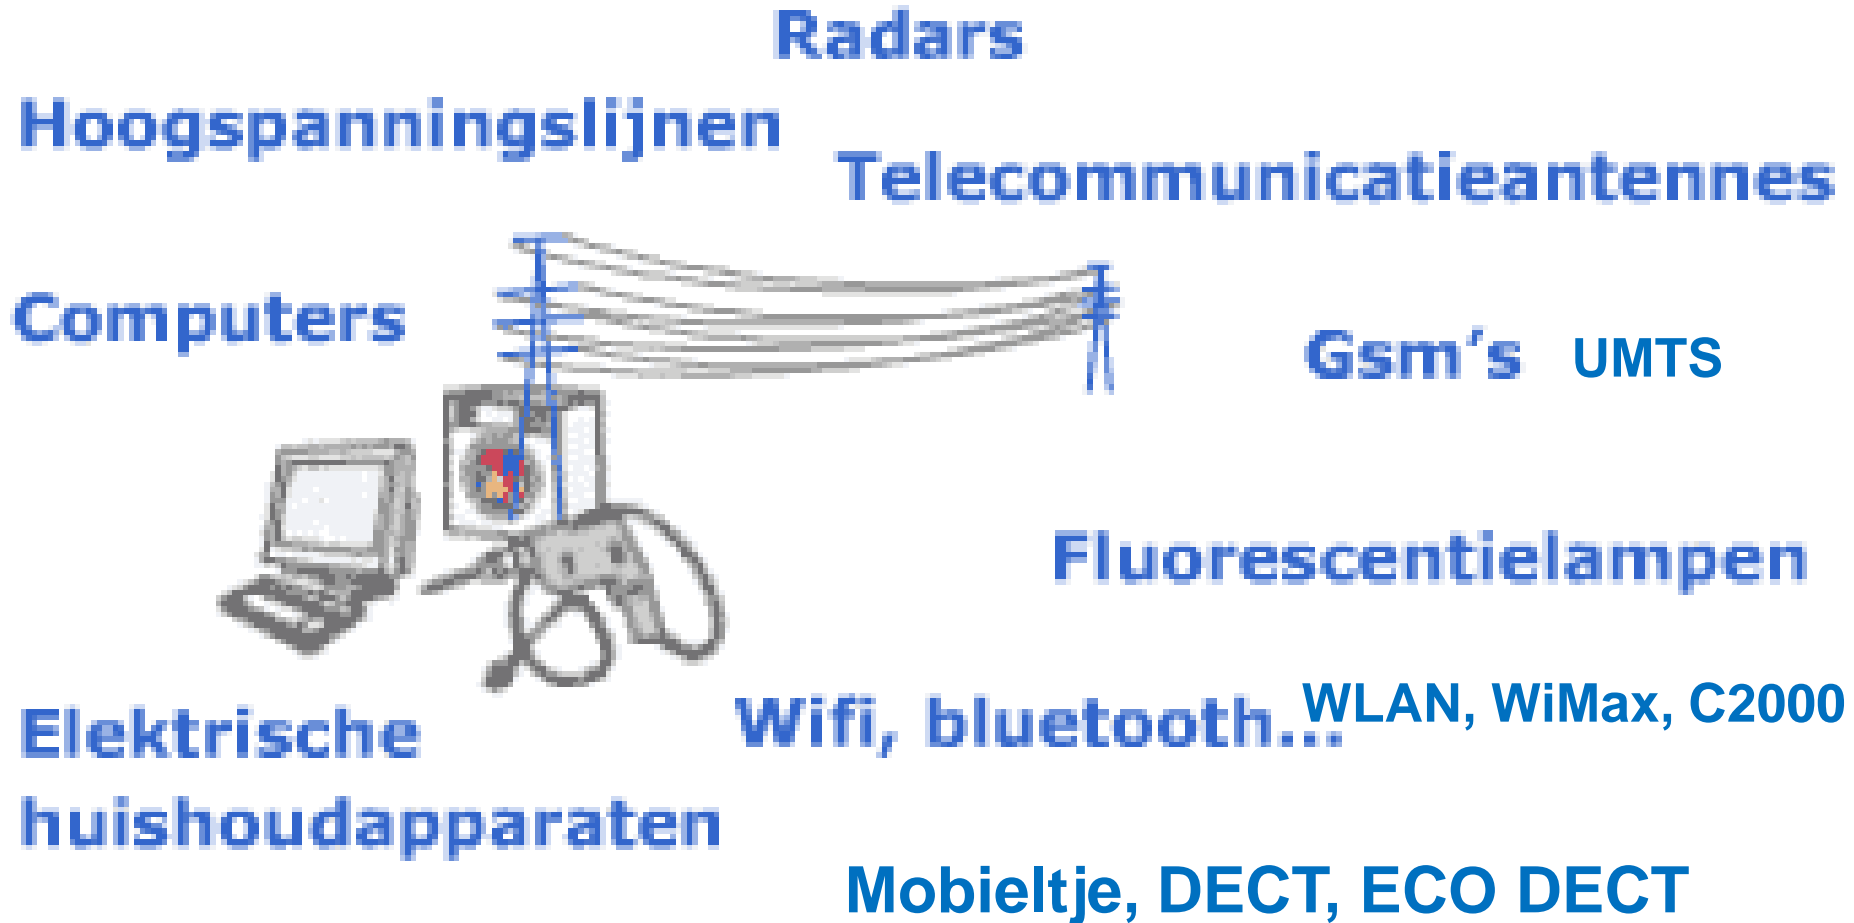 Radars
Hoogspanningslijnen
Telecommunicatieantennes
Computers
Gsm's UMTS
Fluorescentielampen
Wifi, bluetooth... WLAN, WiMax, C2000
Elektrische
huishoudapparaten
Mobieltje, DECT, ECO DECT